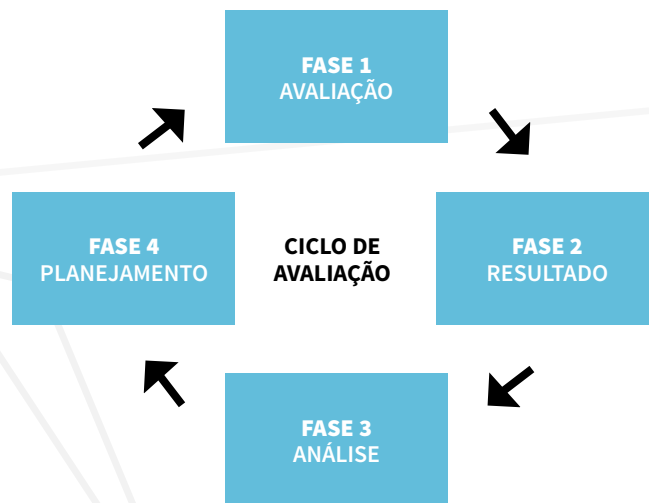 FASE 1
AVALIAÇÃO
FASE 4
PLANEJAMENTO
CICLO DE
AVALIAÇÃO
FASE 2
RESULTADO
FASE 3
ANÁLISE